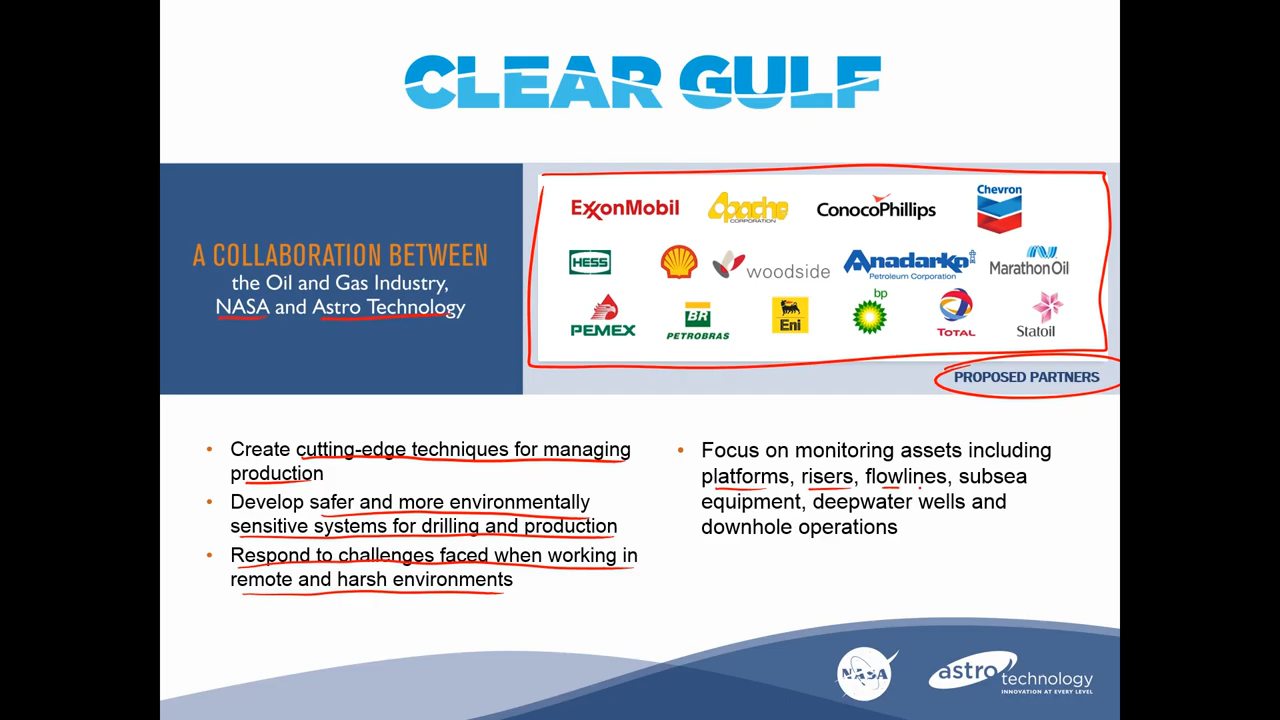 CLEAR GULF
A COLLABORATION BETWEEN
the Oil and Gas Industry,
NASA and Astro Technology
ExxonMobil
Apache
CORPORATION
ConocoPhillips
Chevron
HESS
woodside
Anadarko
Petroleum Corporation
MarathonOil
PEMEX
BR
PETROBRAS
Eni
bp
TOTAL
Statoil
PROPOSED PARTNERS
• Create cutting-edge techniques for managing
production
• Develop safer and more environmentally
sensitive systems for drilling and production
• Respond to challenges faced when working in
remote and harsh environments
• Focus on monitoring assets including
platforms, risers, flowlines, subsea
equipment, deepwater wells and
downhole operations
NASA
astro technology
INNOVATION AT EVERY LEVEL